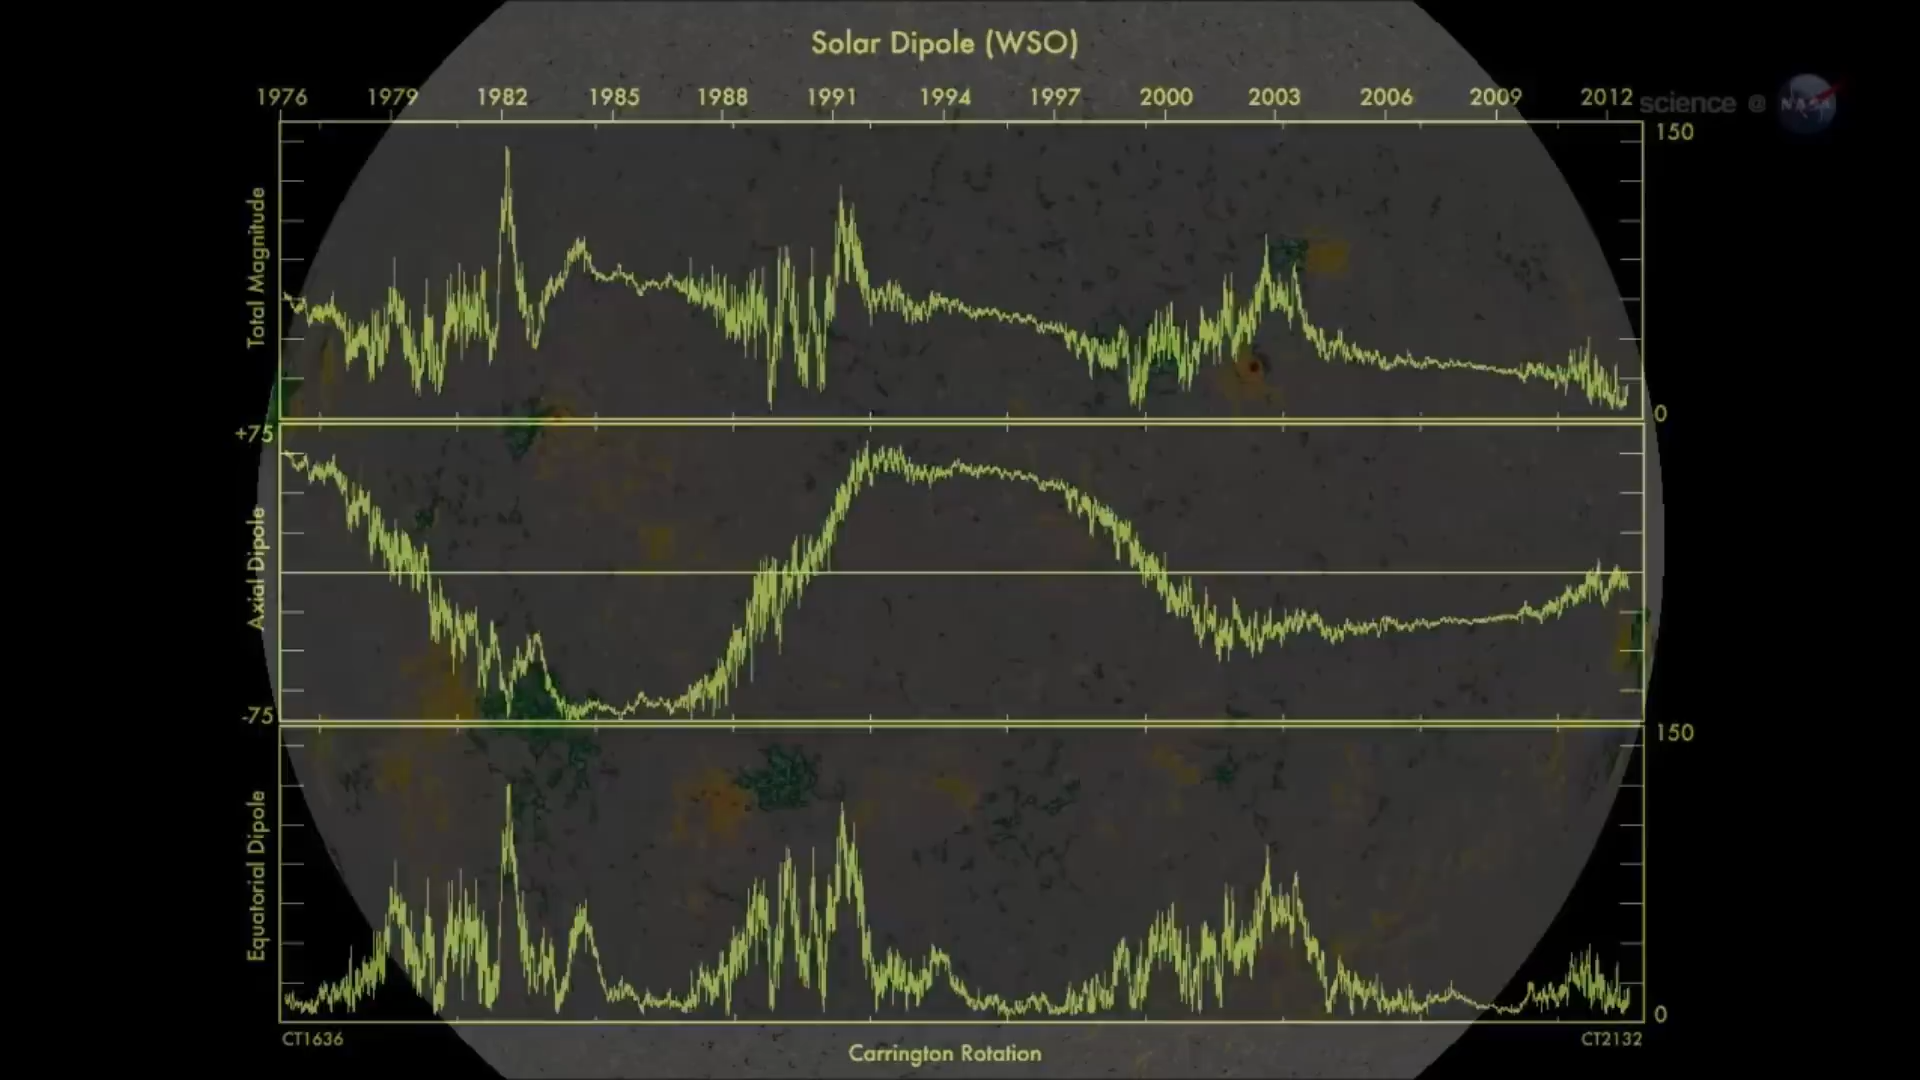 Solar Dipole (WSO)
1976 1979 1982 1985 1988 1991 1994 1997 2000 2003 2006 2009 2012
science @ NASA
150
Total Magnitude
0
+75
Axial Dipole
-75
150
Equatorial Dipole
0
CT1636
CT2132
Carrington Rotation